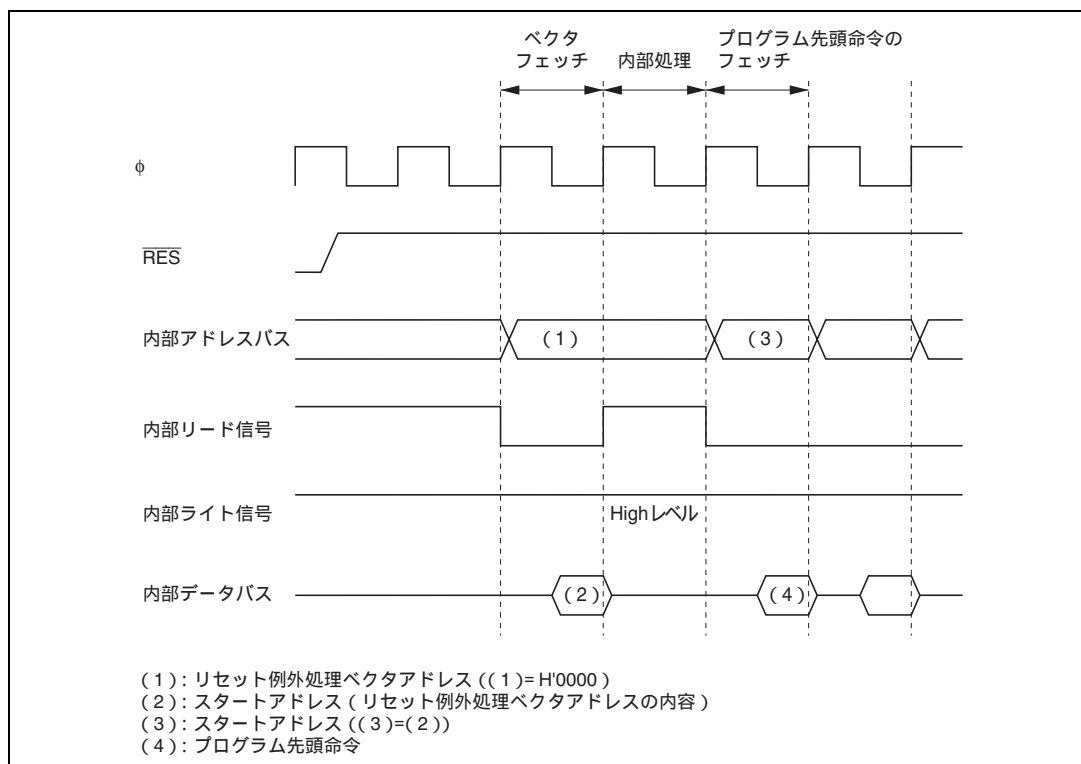 ベクタ
フェッチ
内部処理
プログラム先頭命令の
フェッチ
φ
RES
内部アドレスバス
(1)
(3)
内部リード信号
内部ライト信号
Highレベル
内部データバス
(2)
(4)
(1): リセット例外処理ベクタアドレス ((1)= H'0000)
(2): スタートアドレス (リセット例外処理ベクタアドレスの内容)
(3): スタートアドレス ((3)=(2))
(4): プログラム先頭命令